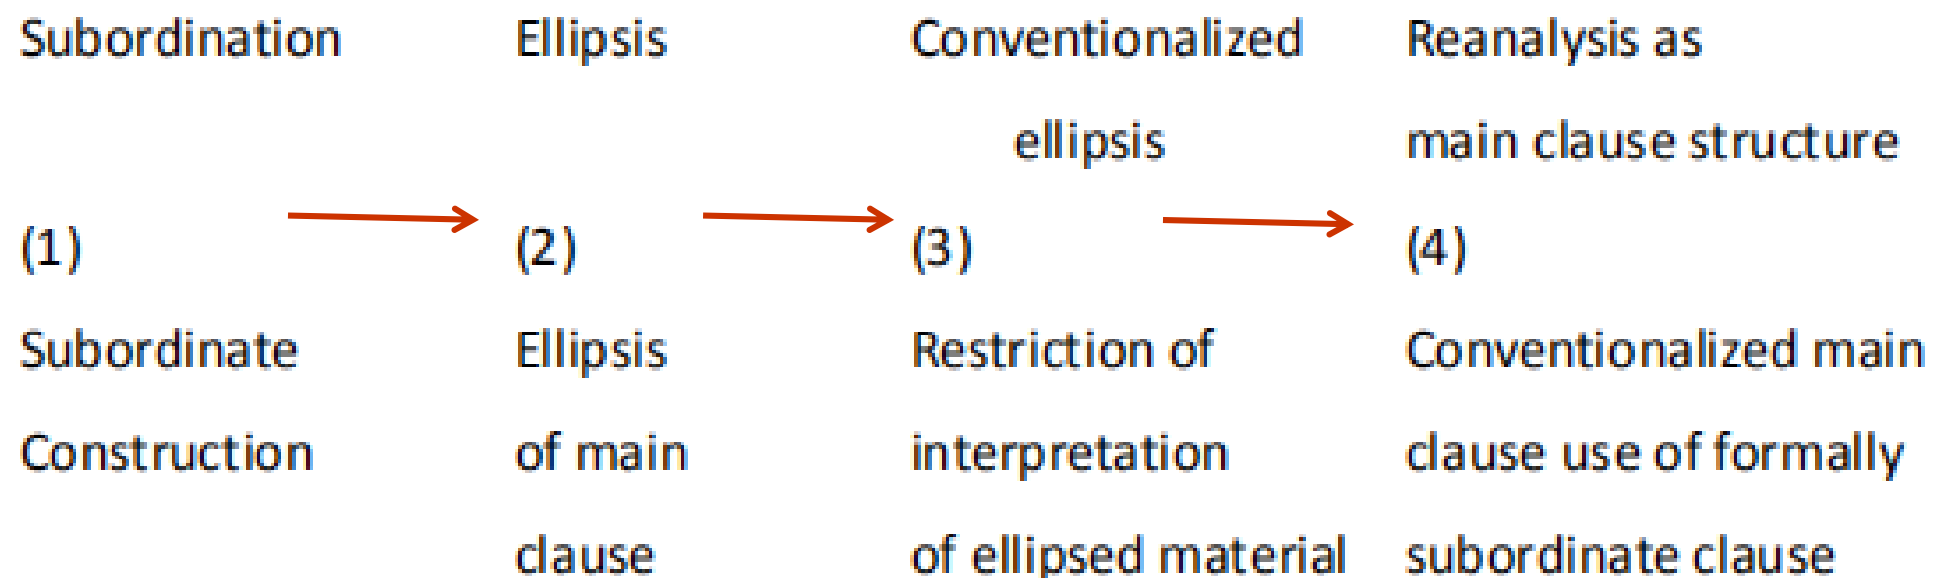 Subordination Ellipsis Conventionalized Reanalysis as
ellipsis main clause structure
(1) (2) (3) (4)
Subordinate Ellipsis Restriction of Conventionalized main
Construction of main interpretation clause use of formally
clause of ellipsed material subordinate clause